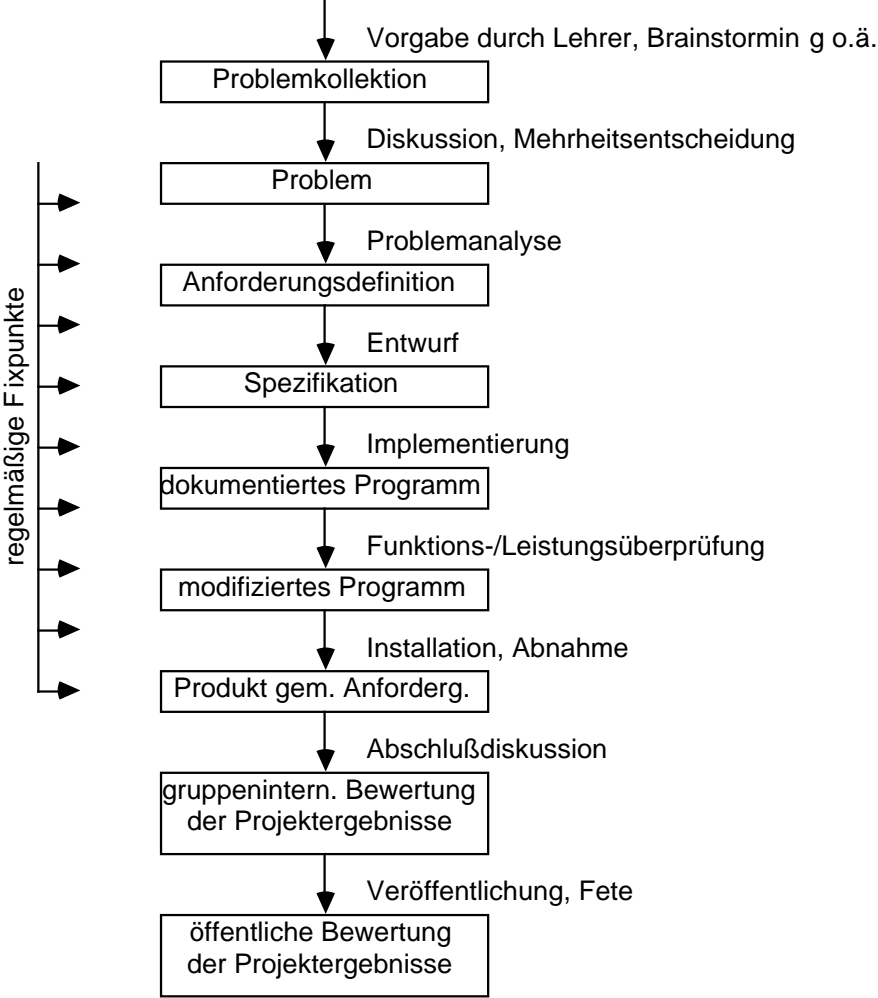 Vorgabe durch Lehrer, Brainstormin g o.ä.
Problemkollektion
Diskussion, Mehrheitsentscheidung
Problem
Problemanalyse
Anforderungsdefinition
Entwurf
Spezifikation
Implementierung
dokumentiertes Programm
Funktions-/Leistungsüberprüfung
modifiziertes Programm
Installation, Abnahme
Produkt gem. Anforderg.
Abschlußdiskussion
gruppenintern. Bewertung
der Projektergebnisse
Veröffentlichung, Fete
öffentliche Bewertung
der Projektergebnisse
regelmäßige Fixpunkte